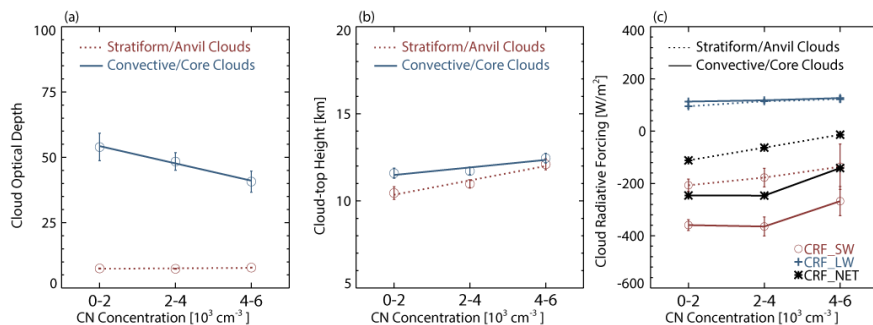 (a)
100
75
50
25
0
Cloud Optical Depth
Stratiform/Anvil Clouds
Convective/Core Clouds
0-2 2-4 4-6
CN Concentration [10³ cm⁻³]
(b)
20
15
10
5
Cloud-top Height [km]
Stratiform/Anvil Clouds
Convective/Core Clouds
0-2 2-4 4-6
CN Concentration [10³ cm⁻³]
(c)
400
200
0
-200
-400
-600
Cloud Radiative Forcing [W/m²]
Stratiform/Anvil Clouds
Convective/Core Clouds
CRF_SW
CRF_LW
CRF_NET
0-2 2-4 4-6
CN Concentration [10³ cm⁻³]